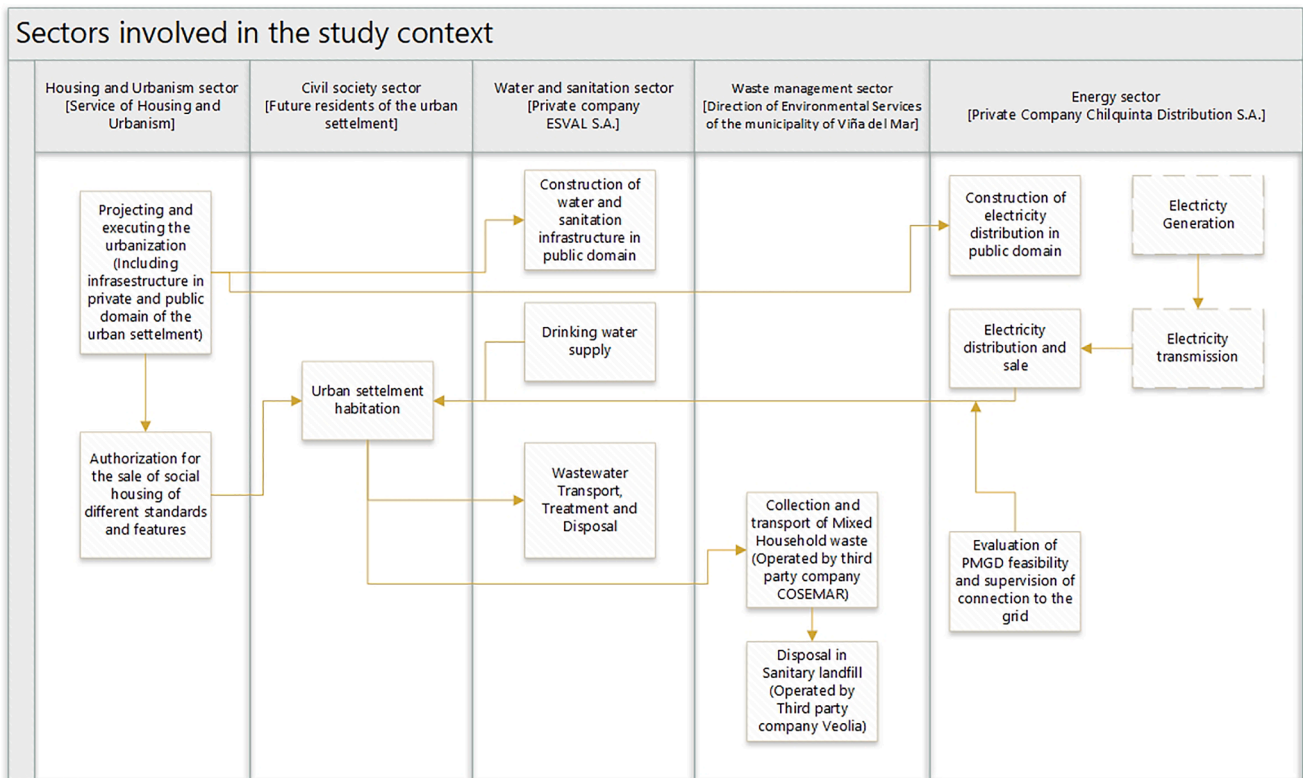 Sectors involved in the study context
Housing and Urbanism sector
[Service of Housing and
Urbanism]
Civil society sector
[Future residents of the urban
settelment]
Water and sanitation sector
[Private company
ESVAL S.A.]
Waste management sector
[Direction of Environmental Services
of the municipality of Viña del Mar]
Energy sector
[Private Company Chilquinta Distribution S.A.]
Projecting and
executing the
urbanization
(Including
infrasestructure in
private and public
domain of the
urban settelment)
Authorization for
the sale of social
housing of
different standards
and features
Urban settelment
habitation
Construction of
water and
sanitation
infrastructure in
public domain
Drinking water
supply
Wastewater
Transport,
Treatment and
Disposal
Collection and
transport of Mixed
Household waste
(Operated by third
party company
COSEMAR)
Disposal in
Sanitary landfill
(Operated by
Third party
company Veolia)
Construction of
electricity
distribution in
public domain
Electricity
Generation
Electricity
distribution and
sale
Electricity
transmission
Evaluation of
PMGD feasibility
and supervision of
connection to the
grid